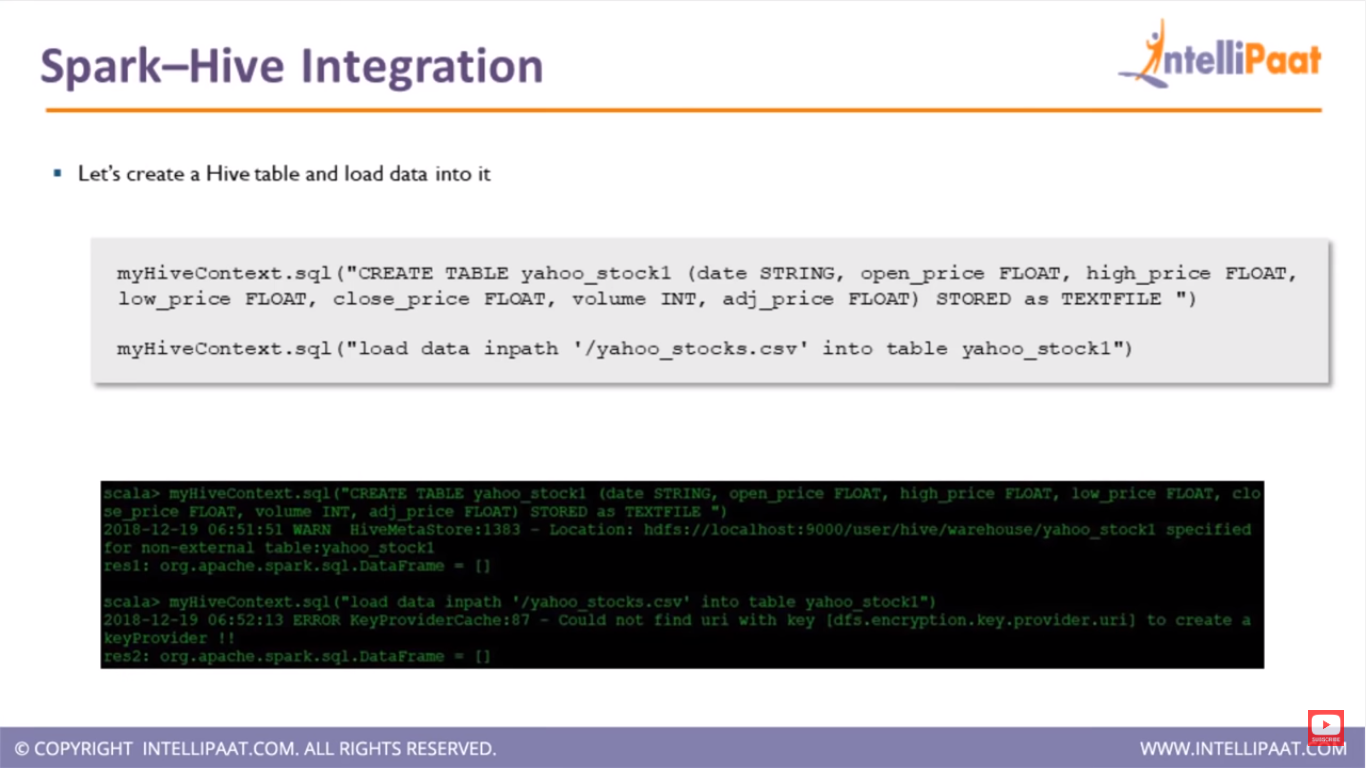 Spark–Hive Integration
IntelliPaat
Let's create a Hive table and load data into it
myHiveContext.sql("CREATE TABLE yahoo_stock1 (date STRING, open_price FLOAT, high_price FLOAT,
low_price FLOAT, close_price FLOAT, volume INT, adj_price FLOAT) STORED as TEXTFILE ")
myHiveContext.sql("load data inpath '/yahoo_stocks.csv' into table yahoo_stock1")
scala> myHiveContext.sql("CREATE TABLE yahoo_stock1 (date STRING, open_price FLOAT, high_price FLOAT, low_price FLOAT, clo
se_price FLOAT, volume INT, adj_price FLOAT) STORED as TEXTFILE ")
2018-12-19 06:51:51 WARN  HiveMetaStore:1383 - Location: hdfs://localhost:9000/user/hive/warehouse/yahoo_stock1 specified
for non-external table:yahoo_stock1
res1: org.apache.spark.sql.DataFrame = []
scala> myHiveContext.sql("load data inpath '/yahoo_stocks.csv' into table yahoo_stock1")
2018-12-19 06:52:13 ERROR KeyProviderCache:87 - Could not find uri with key [dfs.encryption.key.provider.uri] to create a
keyProvider !!
res2: org.apache.spark.sql.DataFrame = []
SUBSCRIBE
© COPYRIGHT INTELLIPAAT.COM. ALL RIGHTS RESERVED.
WWW.INTELLIPAAT.COM